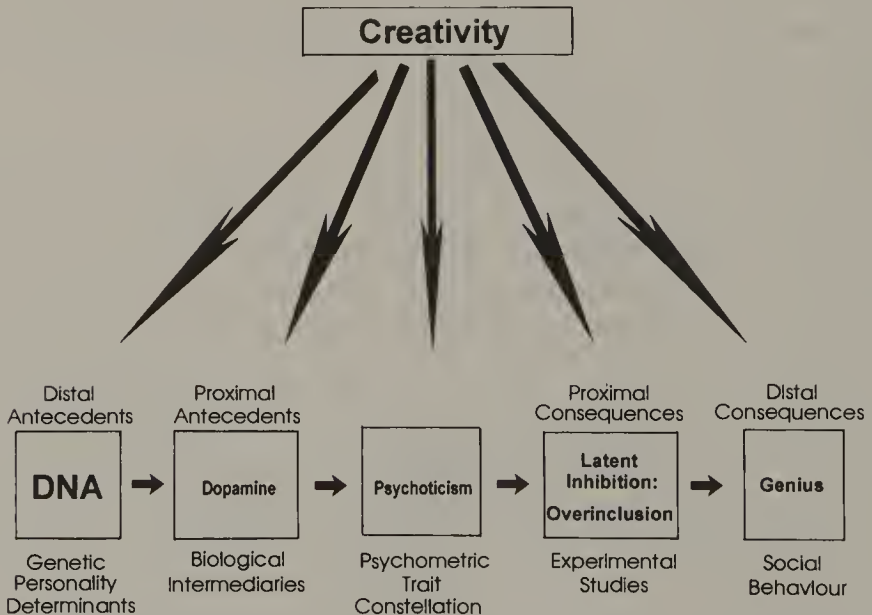 Creativity
Distal
Antecedents
Proximal
Antecedents
Proximal
Consequences
Distal
Consequences
DNA
Dopamine
Psychoticism
Latent
Inhibition:
Overinclusion
Genius
Genetic
Personality
Determinants
Biological
Intermediaries
Psychometric
Trait
Constellation
Experimental
Studies
Social
Behaviour